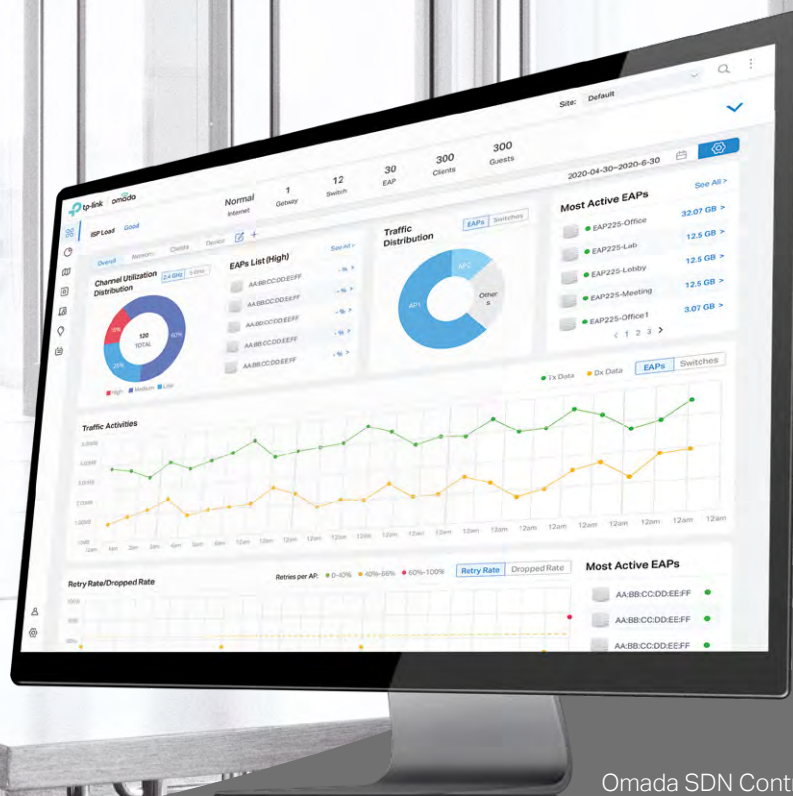 Site: Default
tp-link omada
Normal
Internet
1
Getway
12
Switch
30
EAP
300
Clients
300
Guests
ISP Load Good
2020-04-30~2020-6-30
Overall Network Clients
Channel Utilization
Distribution
2.4 GHz
120
TOTAL
60%
High Medium Low
EAPs List (High)
See All >
AA:BB:CC:DD:EE:FF
- % >
AA:BB:CC:DD:EE:FF
- % >
AA:BB:CC:DD:EE:FF
- % >
AA:BB:CC:DD:EE:FF
- % >
AA:BB:CC:DD:EE:FF
- % >
Traffic
Distribution
EAPs Switches
AP1
AP2
Other
s
Most Active EAPs
See All >
EAP225-Office
32.07 GB >
EAP225-Lab
12.5 GB >
EAP225-Lobby
12.5 GB >
EAP225-Meeting
12.5 GB >
EAP225-Office1
3.07 GB >
< 1 2 3 >
Traffic Activities
Tx Data Dx Data EAPs Switches
12am 12am 12am 12am 12am 12am 12am 12am 12am 12am 12am 12am
Retry Rate/Dropped Rate
Retries per AP: 0-40% 40%-66% 60%-100% Retry Rate Dropped Rate
Most Active EAPs
AA:BB:CC:DD:EE:FF
AA:BB:CC:DD:EE:FF
AA:BB:CC:DD:EE:FF
Omada SDN Cont